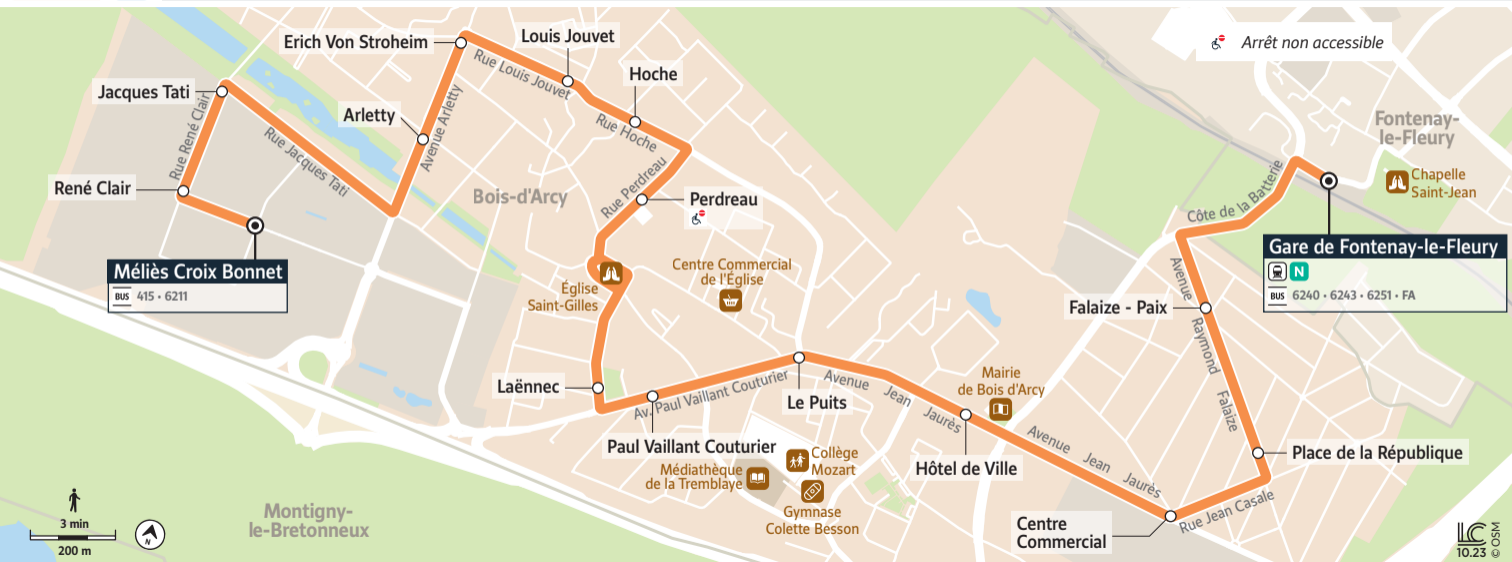 Erich Von Stroheim
Louis Jouvet
Arrêt non accessible
Rue Louis Jouvet
Hoche
Jacques Tati
Arletty
Avenue Arletty
Rue Hoche
Fontenay-
le-Fleury
Rue René Clair
Rue Jacques Tati
René Clair
Bois-d'Arcy
Rue Perdreau
Perdreau
Côte de la Batterie
Chapelle
Saint-Jean
Méliès Croix Bonnet
BUS 415 • 6211
Église
Saint-Gilles
Centre Commercial
de l'Église
Gare de Fontenay-le-Fleury
N
BUS 6240 • 6243 • 6251 • FA
Falaize - Paix
Avenue Raymond Falaize
Laënnec
Av. Paul Vaillant Couturier
Le Puits
Avenue Jean Jaurès
Mairie
de Bois d'Arcy
Paul Vaillant Couturier
Hôtel de Ville
Avenue Jean Jaurès
Place de la République
Médiathèque
de la Tremblaye
Collège
Mozart
Gymnase
Colette Besson
Centre
Commercial
Rue Jean Casale
Montigny-
le-Bretonneux
3 min
200 m
N
LC
10.23
© OSM